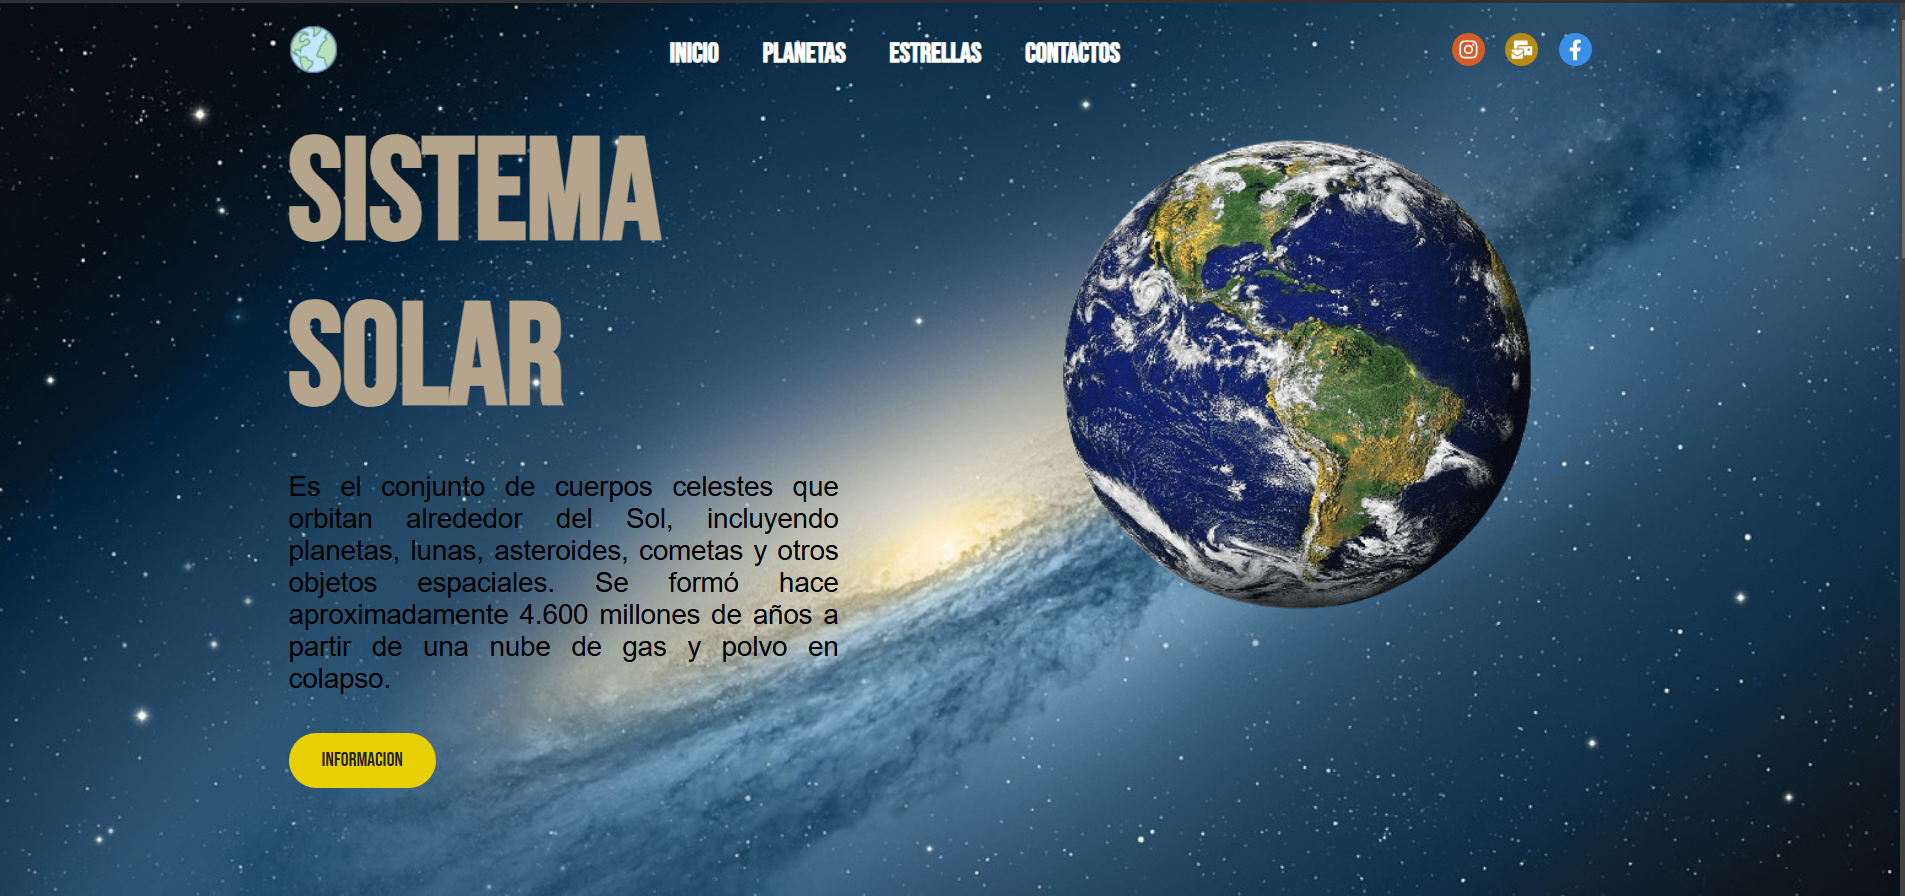 INICIO PLANETAS ESTRELLAS CONTACTOS
SISTEMA
SOLAR
Es el conjunto de cuerpos celestes que
orbitan alrededor del Sol, incluyendo
planetas, lunas, asteroides, cometas y otros
objetos espaciales. Se formó hace
aproximadamente 4.600 millones de años a
partir de una nube de gas y polvo en
colapso.
INFORMACION